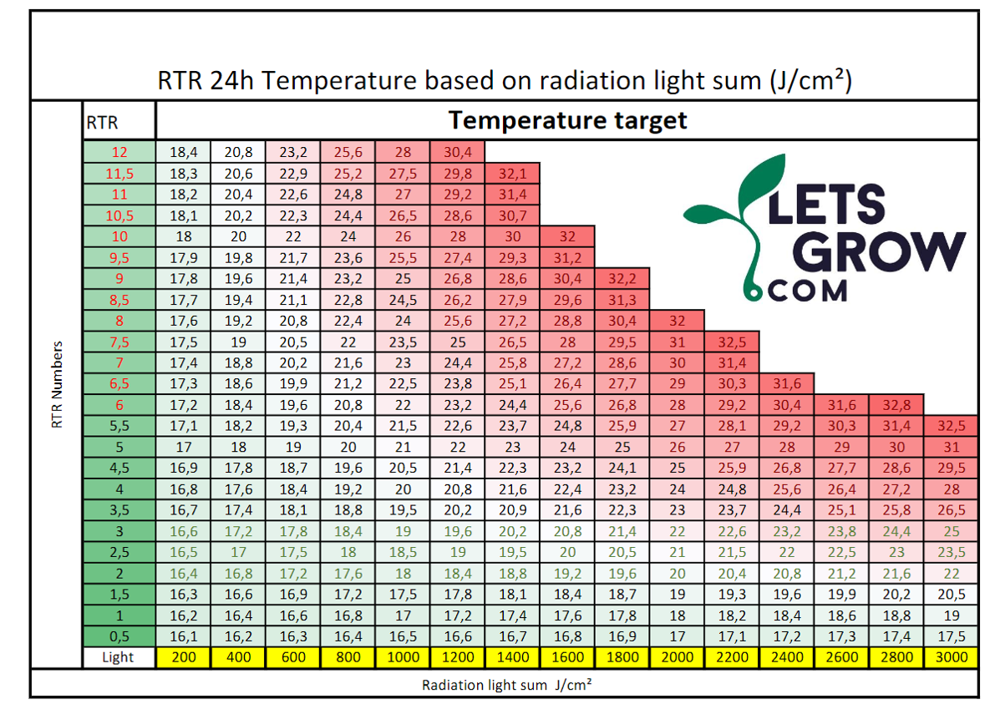 RTR 24h Temperature based on radiation light sum (J/cm²)
RTR Temperature target
12 18,4 20,8 23,2 25,6 28 30,4
11,5 18,3 20,6 22,9 25,2 27,5 29,8 32,1
11 18,2 20,4 22,6 24,8 27 29,2 31,4
10,5 18,1 20,2 22,3 24,4 26,5 28,6 30,7
10 18 20 22 24 26 28 30 32
9,5 17,9 19,8 21,7 23,6 25,5 27,4 29,3 31,2
9 17,8 19,6 21,4 23,2 25 26,8 28,6 30,4 32,2
8,5 17,7 19,4 21,1 22,8 24,5 26,2 27,9 29,6 31,3
8 17,6 19,2 20,8 22,4 24 25,6 27,2 28,8 30,4 32
7,5 17,5 19 20,5 22 23,5 25 26,5 28 29,5 31 32,5
7 17,4 18,8 20,2 21,6 23 24,4 25,8 27,2 28,6 30 31,4
6,5 17,3 18,6 19,9 21,2 22,5 23,8 25,1 26,4 27,7 29 30,3 31,6
6 17,2 18,4 19,6 20,8 22 23,2 24,4 25,6 26,8 28 29,2 30,4 31,6 32,8
5,5 17,1 18,2 19,3 20,4 21,5 22,6 23,7 24,8 25,9 27 28,1 29,2 30,3 31,4 32,5
5 17 18 19 20 21 22 23 24 25 26 27 28 29 30 31
4,5 16,9 17,8 18,7 19,6 20,5 21,4 22,3 23,2 24,1 25 25,9 26,8 27,7 28,6 29,5
4 16,8 17,6 18,4 19,2 20 20,8 21,6 22,4 23,2 24 24,8 25,6 26,4 27,2 28
3,5 16,7 17,4 18,1 18,8 19,5 20,2 20,9 21,6 22,3 23 23,7 24,4 25,1 25,8 26,5
3 16,6 17,2 17,8 18,4 19 19,6 20,2 20,8 21,4 22 22,6 23,2 23,8 24,4 25
2,5 16,5 17 17,5 18 18,5 19 19,5 20 20,5 21 21,5 22 22,5 23 23,5
2 16,4 16,8 17,2 17,6 18 18,4 18,8 19,2 19,6 20 20,4 20,8 21,2 21,6 22
1,5 16,3 16,6 16,9 17,2 17,5 17,8 18,1 18,4 18,7 19 19,3 19,6 19,9 20,2 20,5
1 16,2 16,4 16,6 16,8 17 17,2 17,4 17,6 17,8 18 18,2 18,4 18,6 18,8 19
0,5 16,1 16,2 16,3 16,4 16,5 16,6 16,7 16,8 16,9 17 17,1 17,2 17,3 17,4 17,5
Light 200 400 600 800 1000 1200 1400 1600 1800 2000 2200 2400 2600 2800 3000
Radiation light sum J/cm²
RTR Numbers
LETS
GROW
.COM